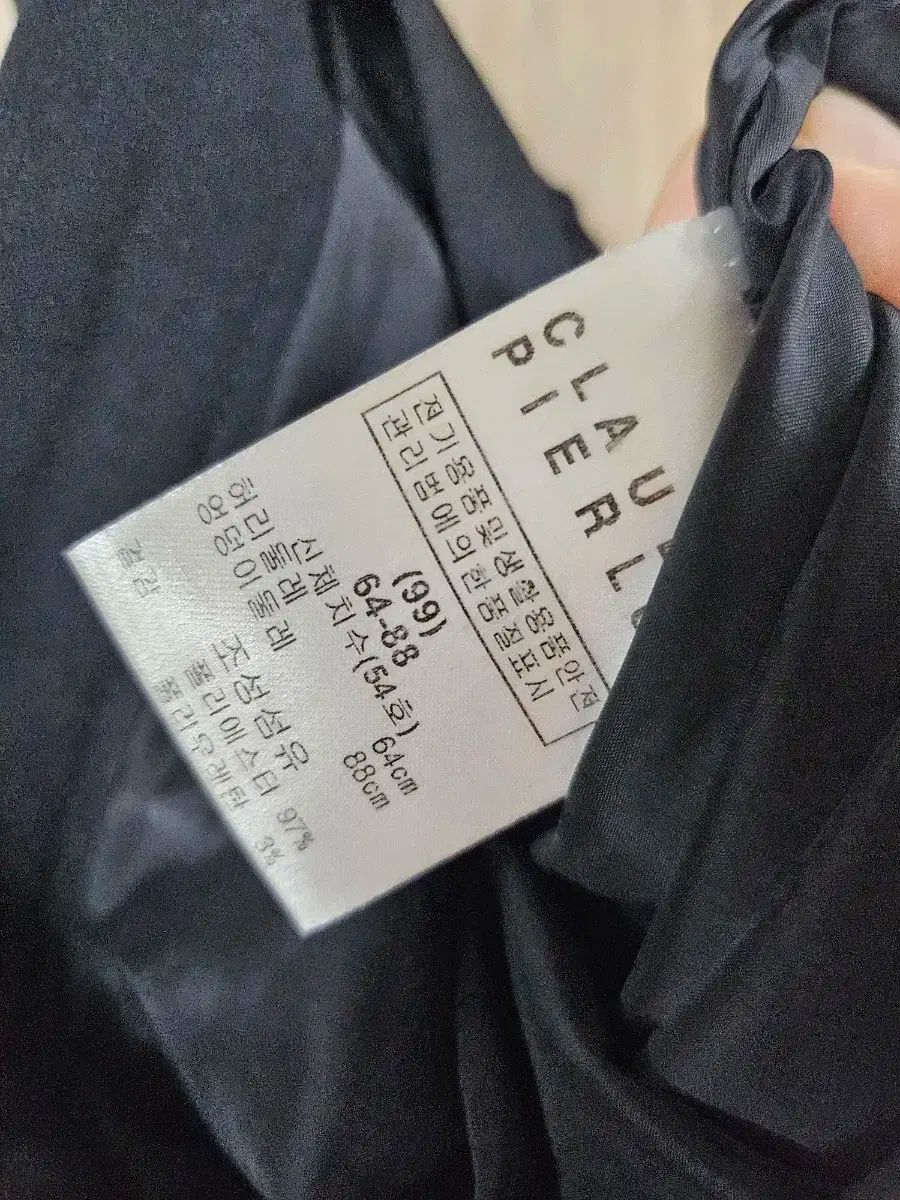 CLAU
PIERL
전기용품및생활용품안전
관리법에의한품질표시
(99)
64-88
신체치수(54호)
허리둘레 64cm
엉덩이둘레 88cm
조성섬유
겉감 폴리에스터 97%
폴리우레탄 3%